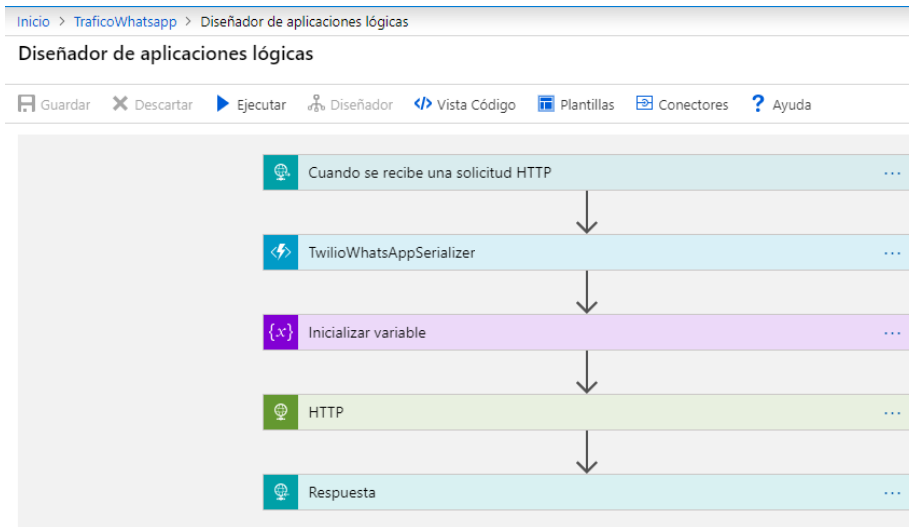 Inicio > TraficoWhatsapp > Diseñador de aplicaciones lógicas
Diseñador de aplicaciones lógicas
Guardar Descartar Ejecutar Diseñador </> Vista Código Plantillas Conectores ? Ayuda
Cuando se recibe una solicitud HTTP ...
TwilioWhatsAppSerializer ...
{x} Inicializar variable ...
HTTP ...
Respuesta ...